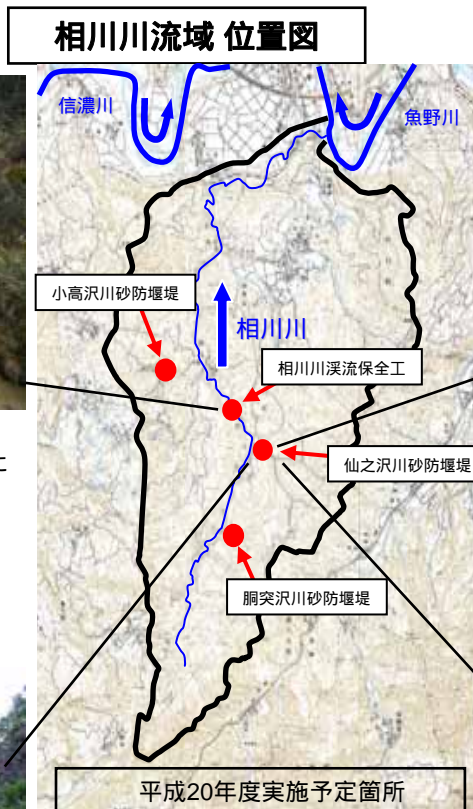 相川川流域 位置図
信濃川
魚野川
小高沢川砂防堰堤
相川川
相川川渓流保全工
仙之沢川砂防堰堤
胴突沢川砂防堰堤
平成20年度実施予定箇所